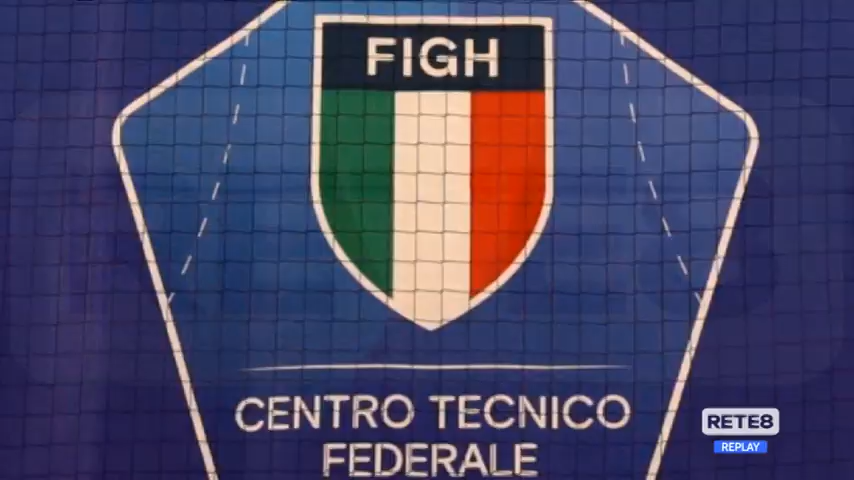 FIGH
CENTRO TECNICO
FEDERALE
RETE8
REPLAY